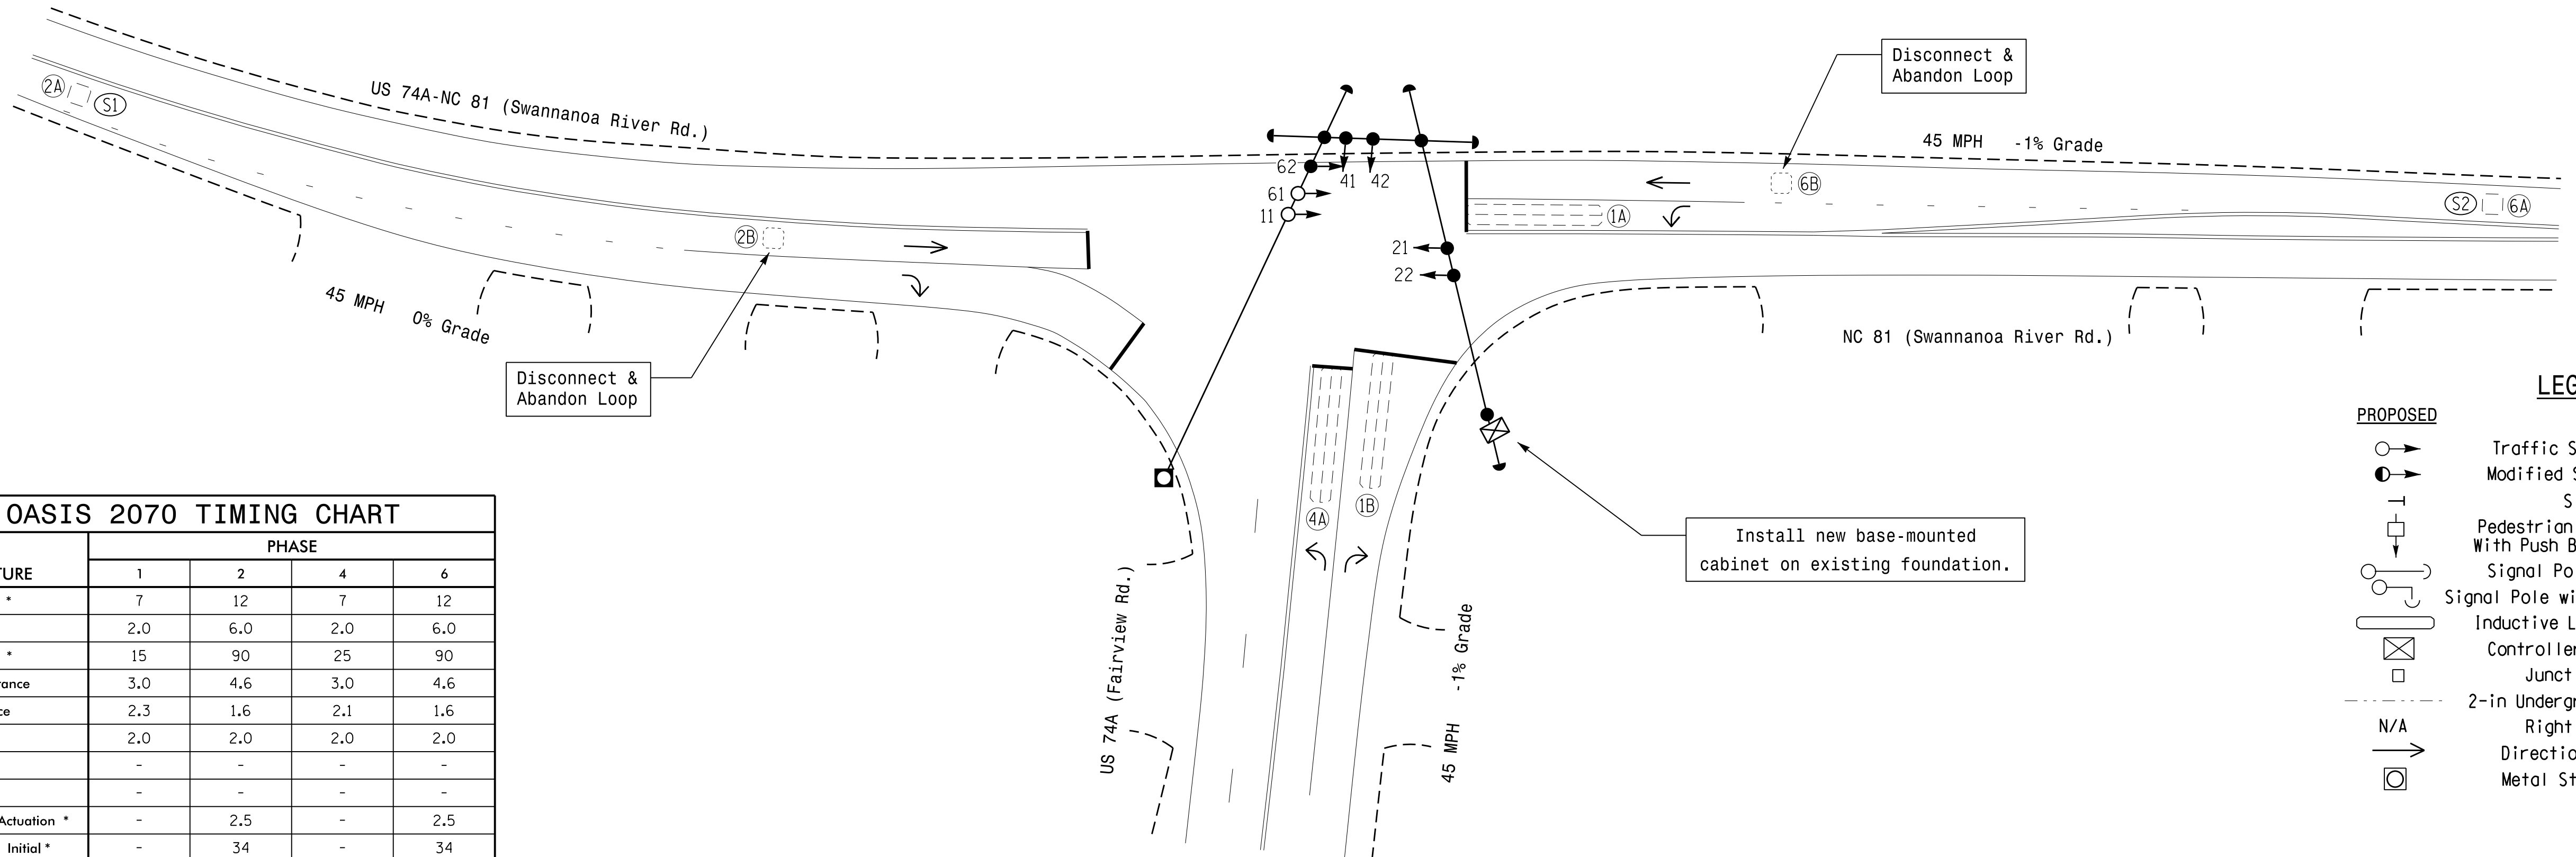 Disconnect &
Abandon Loop
2A
S1
US 74A-NC 81 (Swannanoa River Rd.)
45 MPH -1% Grade
62
41
42
61
11
6B
1A
S2
6A
2B
21
22
45 MPH 0% Grade
NC 81 (Swannanoa River Rd.)
Disconnect &
Abandon Loop
4A
1B
US 74A (Fairview Rd.)
45 MPH -1% Grade
Install new base-mounted
cabinet on existing foundation.
OASIS 2070 TIMING CHART
PHASE
TURE 1 2 4 6
* 7 12 7 12
2.0 6.0 2.0 6.0
* 15 90 25 90
rance 3.0 4.6 3.0 4.6
ce 2.3 1.6 2.1 1.6
2.0 2.0 2.0 2.0
- - - -
- - - -
Actuation * - 2.5 - 2.5
Initial * - 34 - 34
LEG
PROPOSED
Traffic S
Modified S
S
Pedestrian
With Push B
Signal Po
Signal Pole wi
Inductive L
Controller
Junct
2-in Undergr
N/A Right
Directio
Metal St